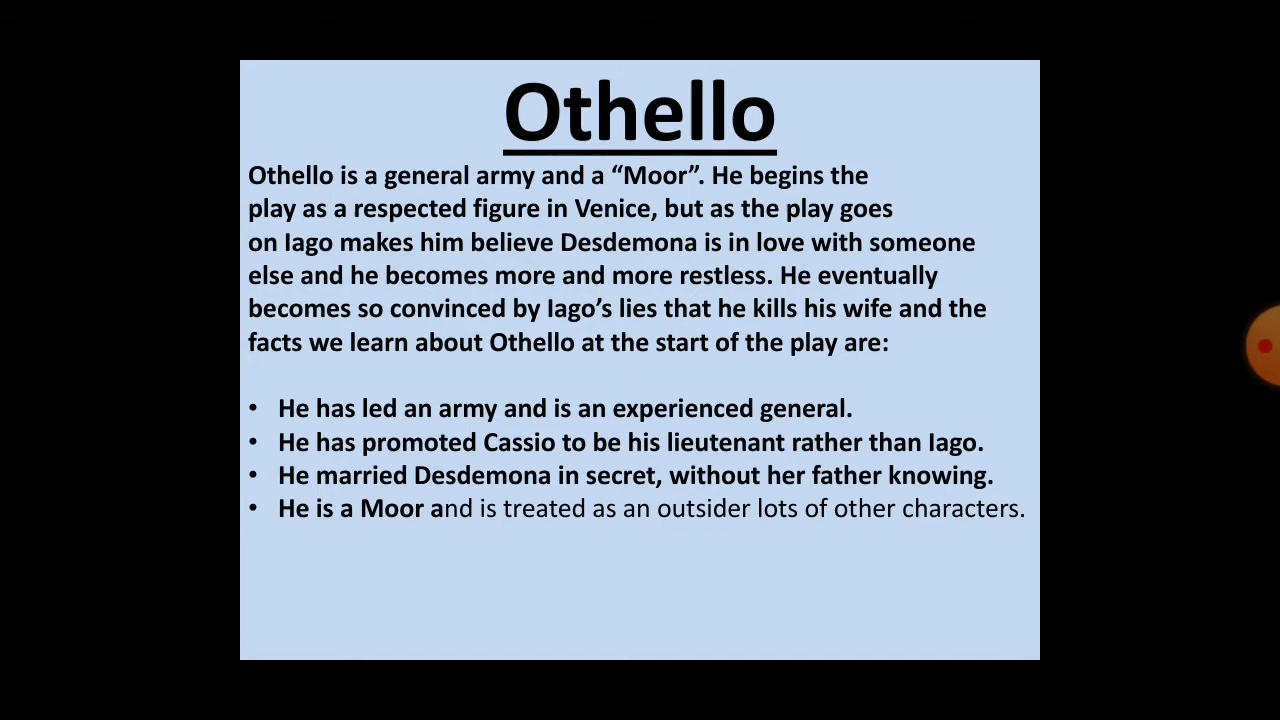 Othello
Othello is a general army and a “Moor”. He begins the
play as a respected figure in Venice, but as the play goes
on Iago makes him believe Desdemona is in love with someone
else and he becomes more and more restless. He eventually
becomes so convinced by Iago’s lies that he kills his wife and the
facts we learn about Othello at the start of the play are:
• He has led an army and is an experienced general.
• He has promoted Cassio to be his lieutenant rather than Iago.
• He married Desdemona in secret, without her father knowing.
• He is a Moor and is treated as an outsider lots of other characters.